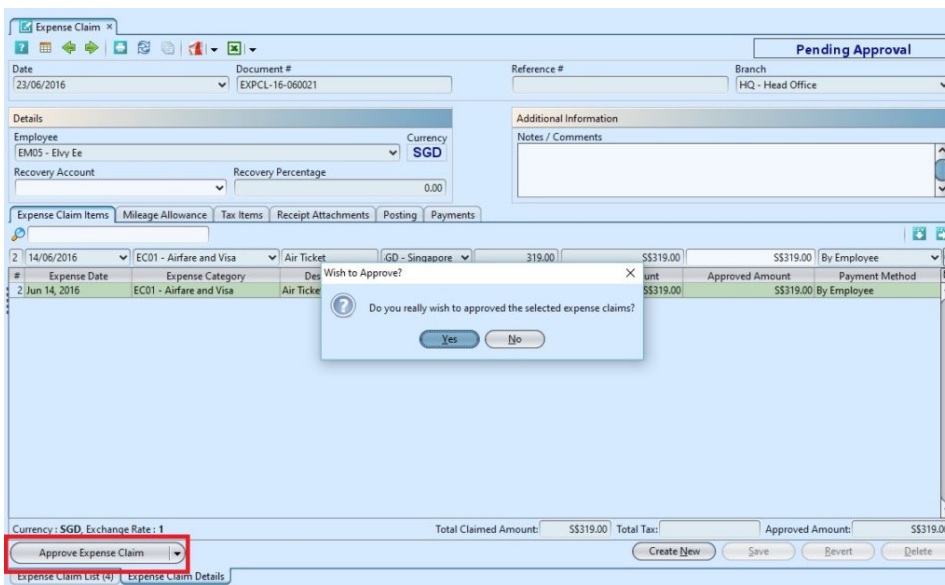 Expense Claim ×
Pending Approval
Date Document # Reference # Branch
23/06/2016 EXPCL-16-060021 HQ - Head Office
Details Additional Information
Employee Currency Notes / Comments
EM05 - Elvy Ee SGD
Recovery Account Recovery Percentage
0.00
Expense Claim Items Mileage Allowance Tax Items Receipt Attachments Posting Payments
2 14/06/2016 EC01 - Airfare and Visa Air Ticket GD - Singapore 319.00 S$319.00 S$319.00 By Employee
# Expense Date Expense Category Des unt Approved Amount Payment Method
2 Jun 14, 2016 EC01 - Airfare and Visa Air Ticke S$319.00 S$319.00 By Employee
Wish to Approve?
Do you really wish to approved the selected expense claims?
Yes No
Currency : SGD, Exchange Rate : 1 Total Claimed Amount: S$319.00 Total Tax: Approved Amount: S$319.0
Approve Expense Claim Create New Save Revert Delete
Expense Claim List (4) Expense Claim Details